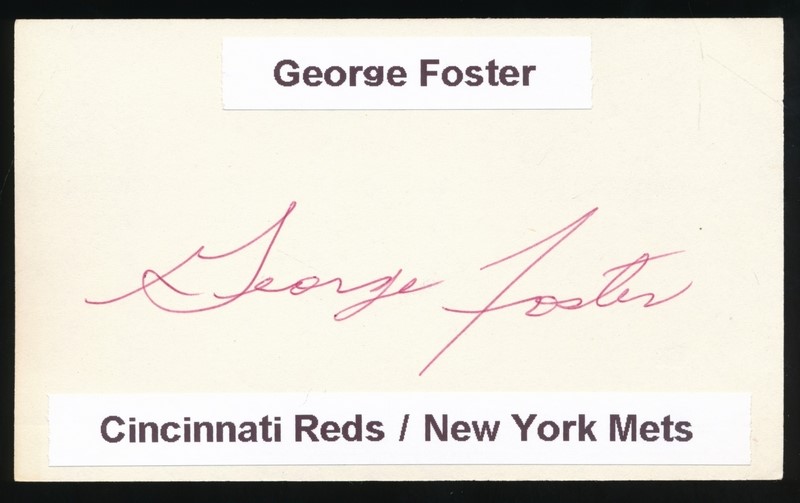 George Foster
George Foster
Cincinnati Reds / New York Mets